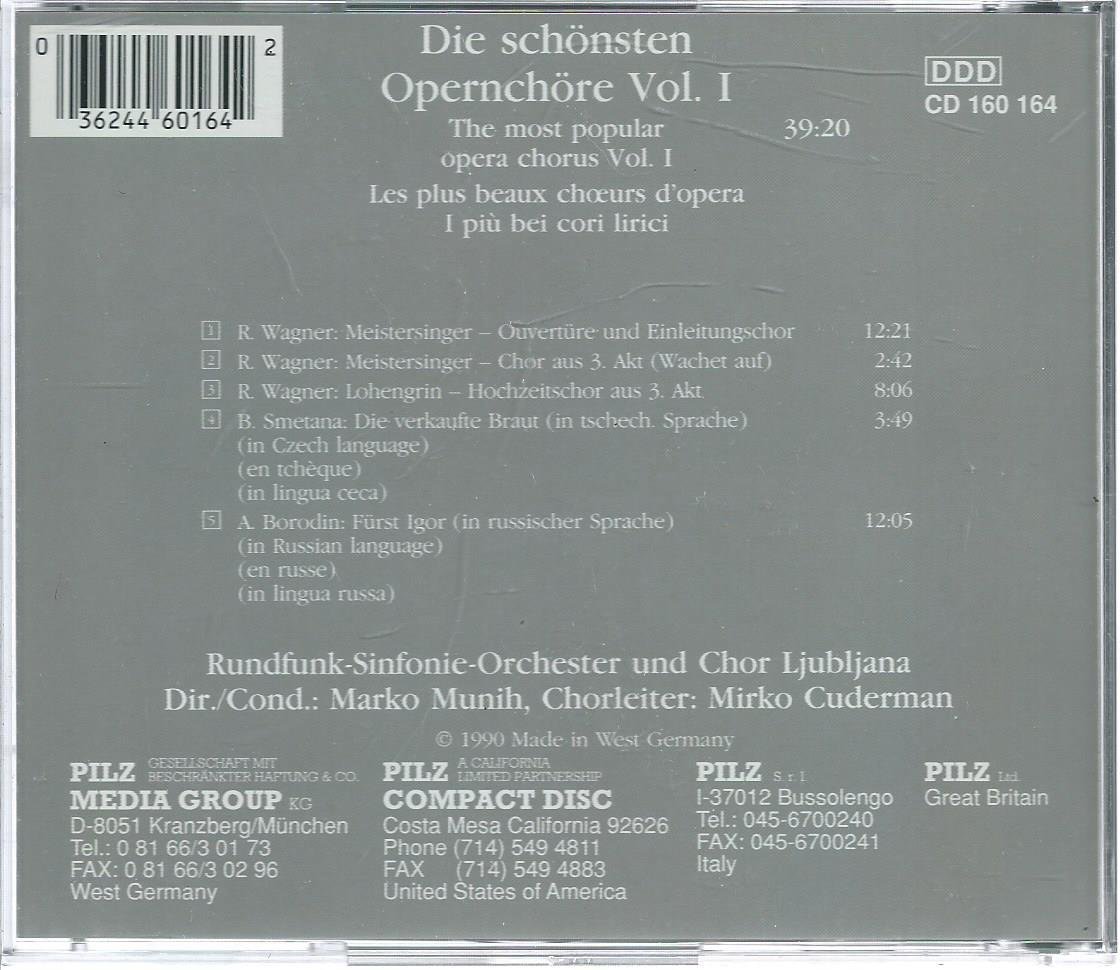 0 36244 60164 2
Die schönsten
Opernchöre Vol. I
The most popular
opera chorus Vol. I
39:20
Les plus beaux chœurs d'opera
I più bei cori lirici
DDD
CD 160 164
1 R. Wagner: Meistersinger – Ouvertüre und Einleitungschor 12:21
2 R. Wagner: Meistersinger – Chor aus 3. Akt (Wachet auf) 2:42
3 R. Wagner: Lohengrin – Hochzeitschor aus 3. Akt 8:06
4 B. Smetana: Die verkaufte Braut (in tschech. Sprache) 3:49
(in Czech language)
(en tchèque)
(in lingua ceca)
5 A. Borodin: Fürst Igor (in russischer Sprache) 12:05
(in Russian language)
(en russe)
(in lingua russa)
Rundfunk-Sinfonie-Orchester und Chor Ljubljana
Dir./Cond.: Marko Munih, Chorleiter: Mirko Cuderman
© 1990 Made in West Germany
PILZ GESELLSCHAFT MIT
BESCHRÄNKTER HAFTUNG & CO.
MEDIA GROUP KG
D-8051 Kranzberg/München
Tel.: 0 81 66/3 01 73
FAX: 0 81 66/3 02 96
West Germany
PILZ A CALIFORNIA
LIMITED PARTNERSHIP
COMPACT DISC
Costa Mesa California 92626
Phone (714) 549 4811
FAX (714) 549 4883
United States of America
PILZ S. r. l.
I-37012 Bussolengo
Tél.: 045-6700240
FAX: 045-6700241
Italy
PILZ Ltd.
Great Britain